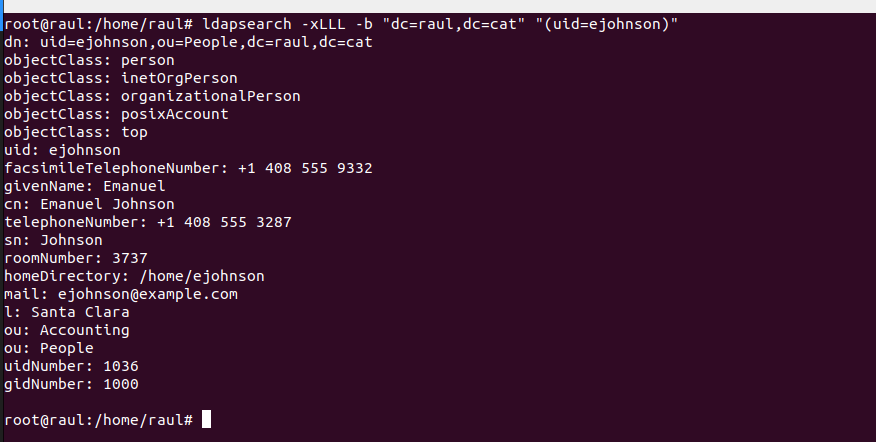 root@raul:/home/raul# ldapsearch -xLLL -b "dc=raul,dc=cat" "(uid=ejohnson)"
dn: uid=ejohnson,ou=People,dc=raul,dc=cat
objectClass: person
objectClass: inetOrgPerson
objectClass: organizationalPerson
objectClass: posixAccount
objectClass: top
uid: ejohnson
facsimileTelephoneNumber: +1 408 555 9332
givenName: Emanuel
cn: Emanuel Johnson
telephoneNumber: +1 408 555 3287
sn: Johnson
roomNumber: 3737
homeDirectory: /home/ejohnson
mail: ejohnson@example.com
l: Santa Clara
ou: Accounting
ou: People
uidNumber: 1036
gidNumber: 1000
root@raul:/home/raul#